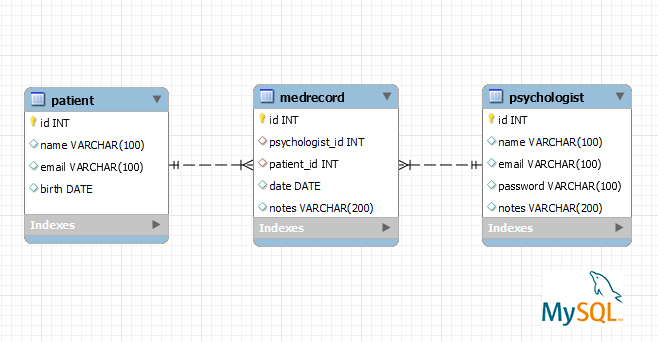 patient
id INT
name VARCHAR(100)
email VARCHAR(100)
birth DATE
Indexes
medrecord
id INT
psychologist_id INT
patient_id INT
date DATE
notes VARCHAR(200)
Indexes
psychologist
id INT
name VARCHAR(100)
email VARCHAR(100)
password VARCHAR(100)
notes VARCHAR(200)
Indexes
MySQL